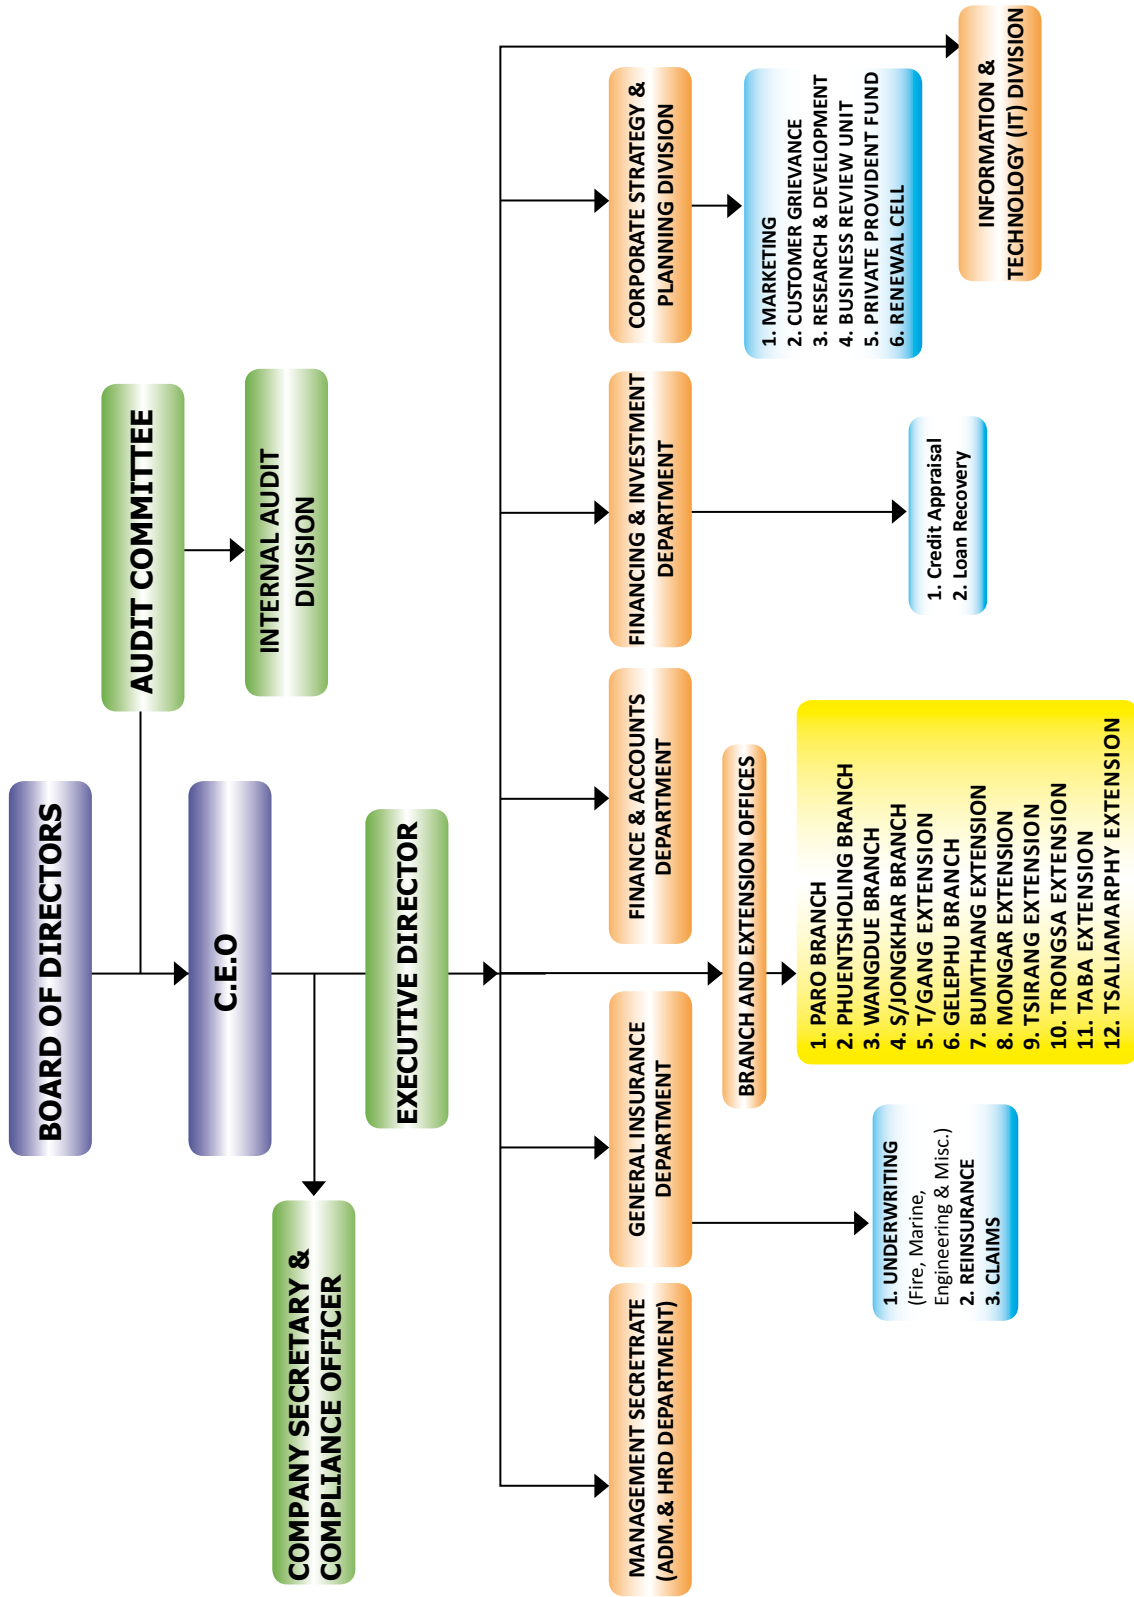 BOARD OF DIRECTORS
AUDIT COMMITTEE
C.E.O
INTERNAL AUDIT
DIVISION
COMPANY SECRETARY &
COMPLIANCE OFFICER
EXECUTIVE DIRECTOR
MANAGEMENT SECRETRATE
(ADM.& HRD DEPARTMENT)
GENERAL INSURANCE
DEPARTMENT
FINANCE & ACCOUNTS
DEPARTMENT
FINANCING & INVESTMENT
DEPARTMENT
CORPORATE STRATEGY &
PLANNING DIVISION
BRANCH AND EXTENSION OFFICES
1. MARKETING
2. CUSTOMER GRIEVANCE
3. RESEARCH & DEVELOPMENT
4. BUSINESS REVIEW UNIT
5. PRIVATE PROVIDENT FUND
6. RENEWAL CELL
1. PARO BRANCH
2. PHUENTSHOLING BRANCH
3. WANGDUE BRANCH
4. S/JONGKHAR BRANCH
5. T/GANG EXTENSION
6. GELEPHU BRANCH
7. BUMTHANG EXTENSION
8. MONGAR EXTENSION
9. TSIRANG EXTENSION
10. TRONGSA EXTENSION
11. TABA EXTENSION
12. TSALIAMARPHY EXTENSION
1. UNDERWRITING
(Fire, Marine,
Engineering & Misc.)
2. REINSURANCE
3. CLAIMS
1. Credit Appraisal
2. Loan Recovery
INFORMATION &
TECHNOLOGY (IT) DIVISION